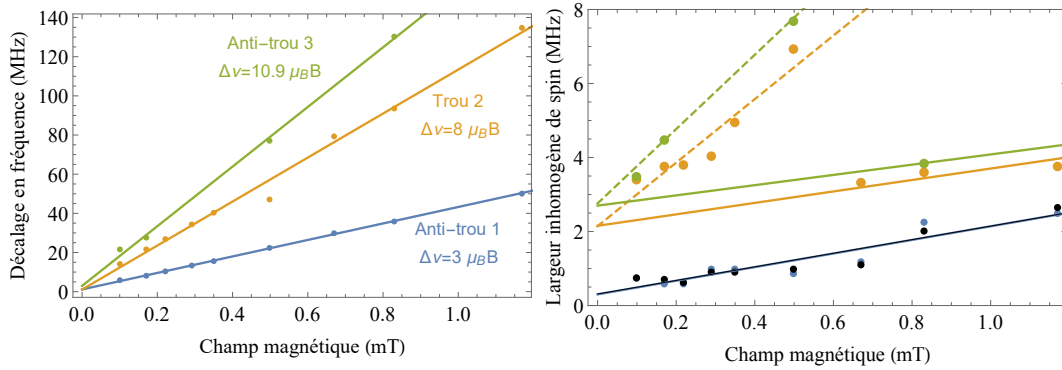 Décalage en fréquence (MHz)
140
120
100
80
60
40
20
0
Anti-trou 3
Δν=10.9 μBB
Trou 2
Δν=8 μBB
Anti-trou 1
Δν=3 μBB
0.0 0.2 0.4 0.6 0.8 1.0
Champ magnétique (mT)
Largeur inhomogène de spin (MHz)
8
6
4
2
0
0.0 0.2 0.4 0.6 0.8 1.0
Champ magnétique (mT)